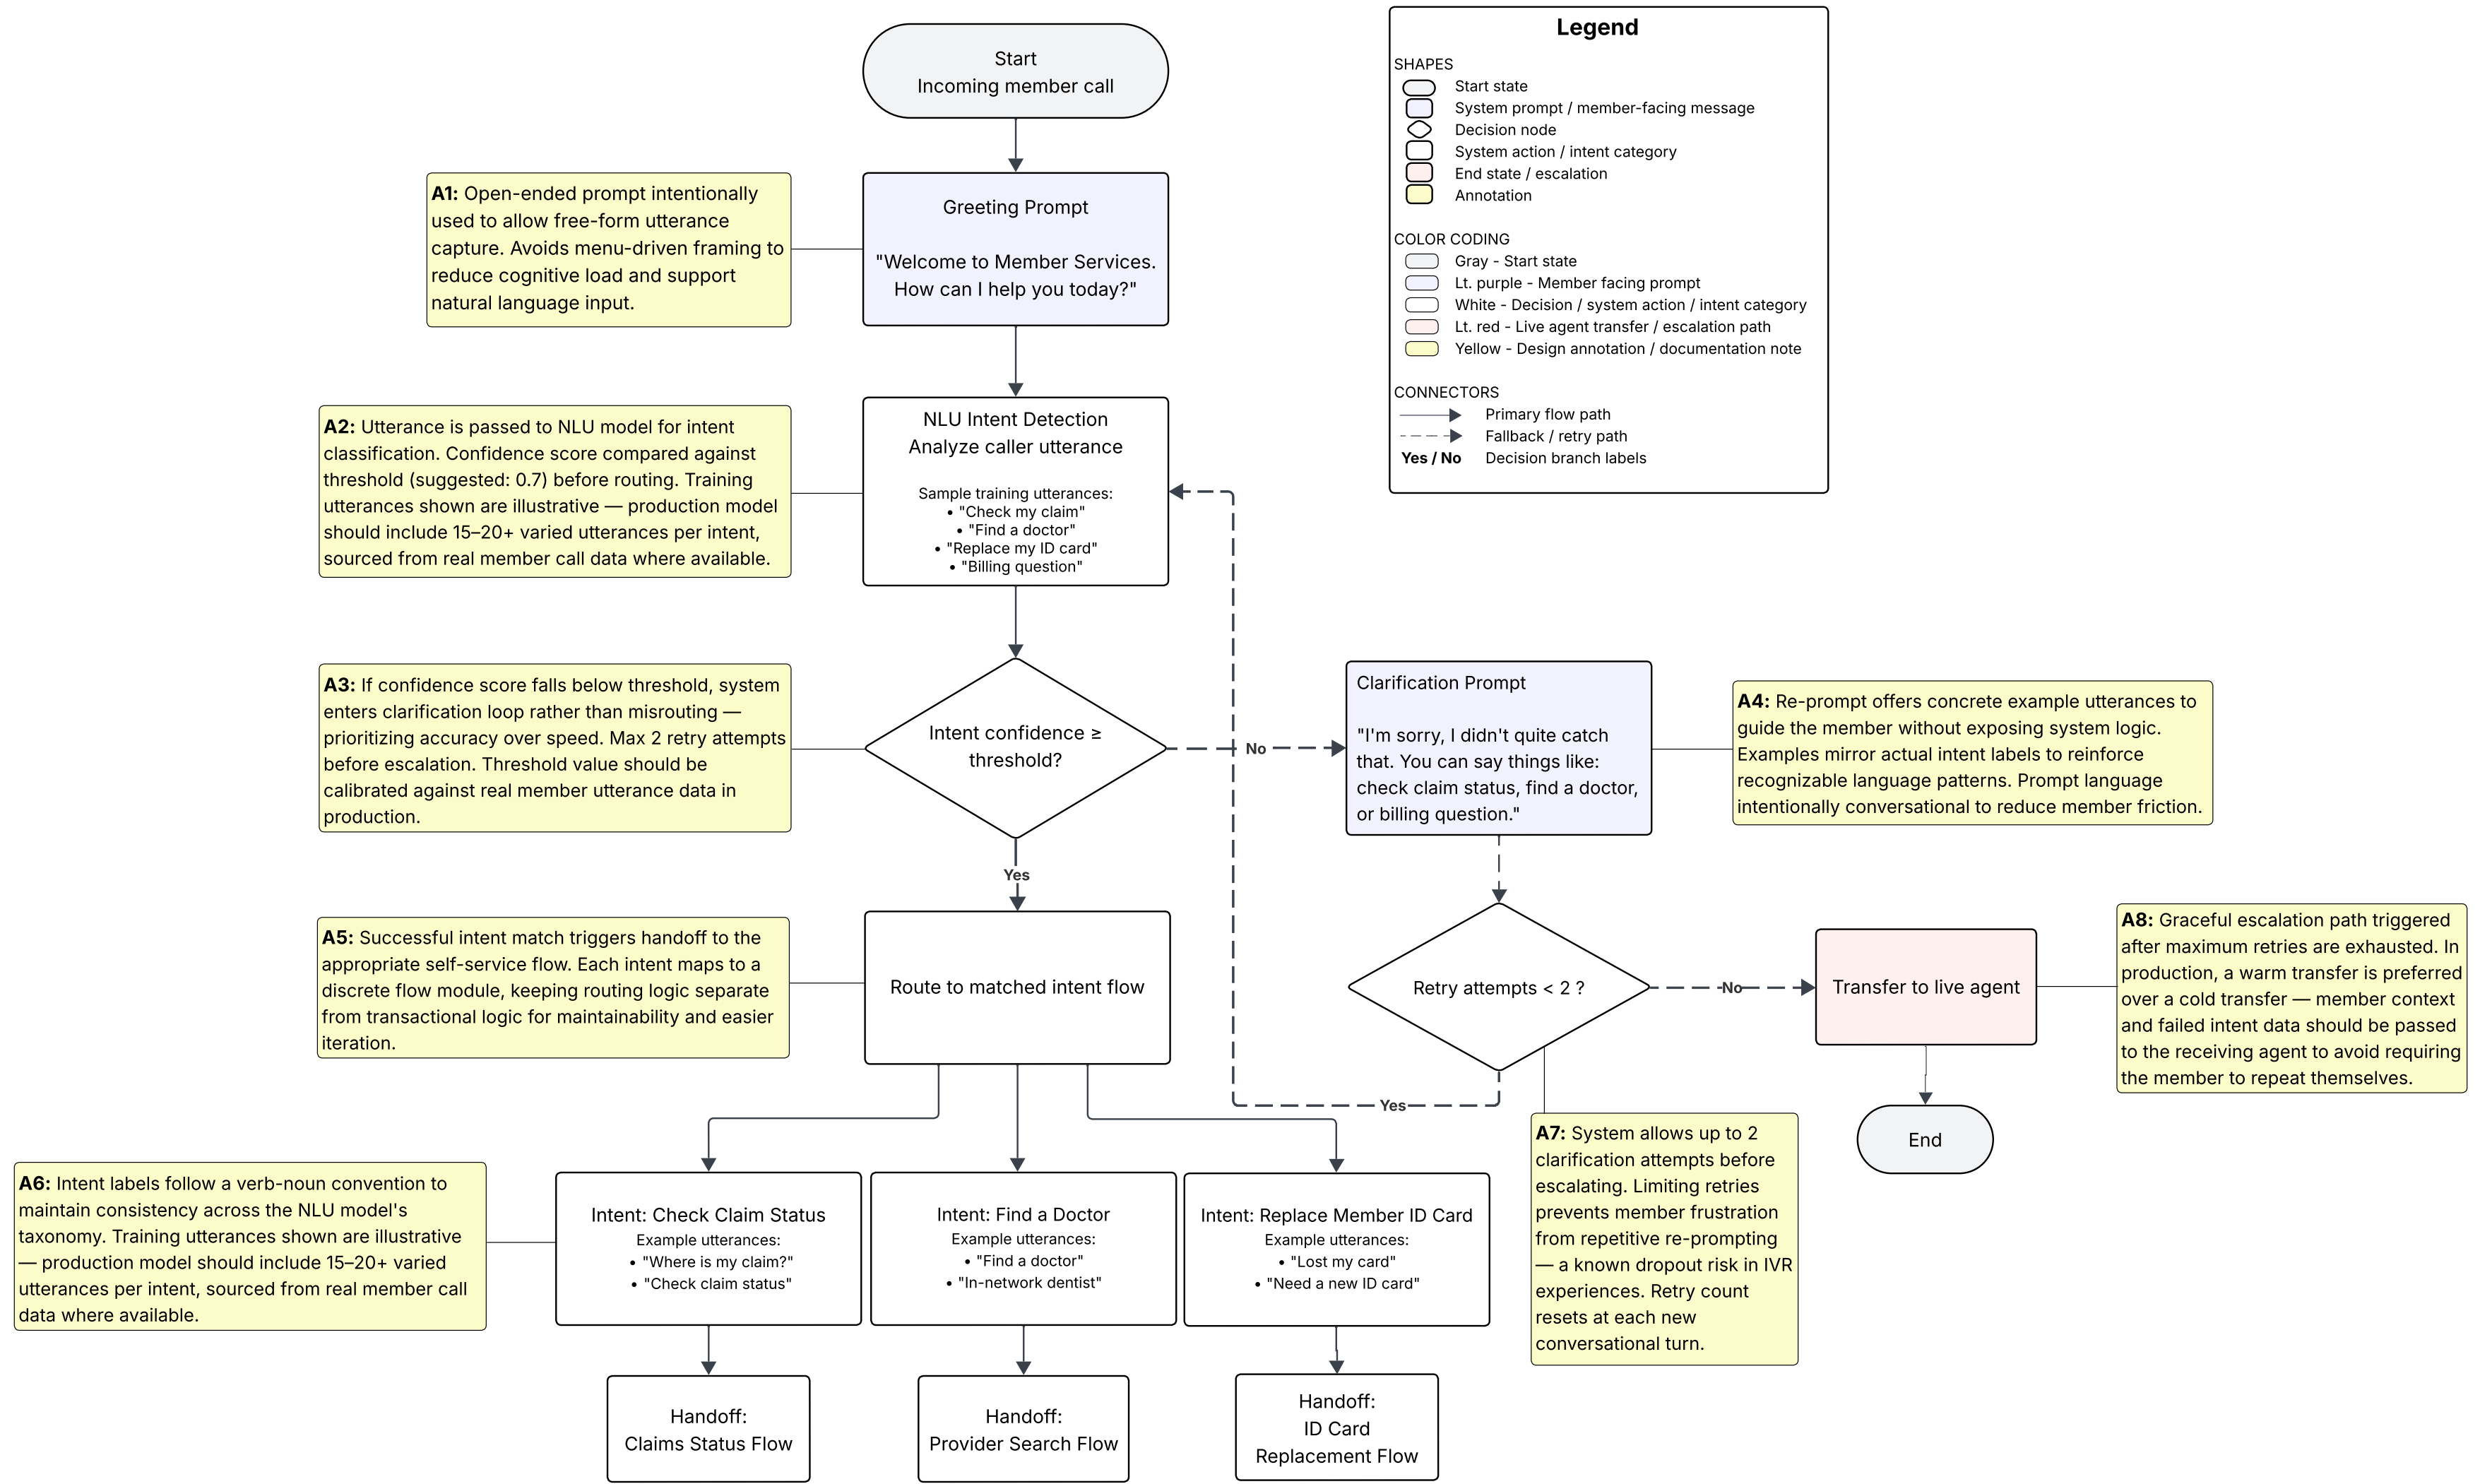 Start
Incoming member call
Legend
SHAPES
Start state
System prompt / member-facing message
Decision node
System action / intent category
End state / escalation
Annotation
COLOR CODING
Gray - Start state
Lt. purple - Member facing prompt
White - Decision / system action / intent category
Lt. red - Live agent transfer / escalation path
Yellow - Design annotation / documentation note
CONNECTORS
Primary flow path
Fallback / retry path
Yes / No Decision branch labels
A1: Open-ended prompt intentionally
used to allow free-form utterance
capture. Avoids menu-driven framing to
reduce cognitive load and support
natural language input.
Greeting Prompt
"Welcome to Member Services.
How can I help you today?"
A2: Utterance is passed to NLU model for intent
classification. Confidence score compared against
threshold (suggested: 0.7) before routing. Training
utterances shown are illustrative — production model
should include 15–20+ varied utterances per intent,
sourced from real member call data where available.
NLU Intent Detection
Analyze caller utterance
Sample training utterances:
• "Check my claim"
• "Find a doctor"
• "Replace my ID card"
• "Billing question"
A3: If confidence score falls below threshold, system
enters clarification loop rather than misrouting —
prioritizing accuracy over speed. Max 2 retry attempts
before escalation. Threshold value should be
calibrated against real member utterance data in
production.
Intent confidence ≥
threshold?
No
Yes
Clarification Prompt
"I'm sorry, I didn't quite catch
that. You can say things like:
check claim status, find a doctor,
or billing question."
A4: Re-prompt offers concrete example utterances to
guide the member without exposing system logic.
Examples mirror actual intent labels to reinforce
recognizable language patterns. Prompt language
intentionally conversational to reduce member friction.
A5: Successful intent match triggers handoff to the
appropriate self-service flow. Each intent maps to a
discrete flow module, keeping routing logic separate
from transactional logic for maintainability and easier
iteration.
Route to matched intent flow
Retry attempts < 2 ?
No
Yes
Transfer to live agent
A8: Graceful escalation path triggered
after maximum retries are exhausted. In
production, a warm transfer is preferred
over a cold transfer — member context
and failed intent data should be passed
to the receiving agent to avoid requiring
the member to repeat themselves.
End
A7: System allows up to 2
clarification attempts before
escalating. Limiting retries
prevents member frustration
from repetitive re-prompting
— a known dropout risk in IVR
experiences. Retry count
resets at each new
conversational turn.
A6: Intent labels follow a verb-noun convention to
maintain consistency across the NLU model's
taxonomy. Training utterances shown are illustrative
— production model should include 15–20+ varied
utterances per intent, sourced from real member call
data where available.
Intent: Check Claim Status
Example utterances:
• "Where is my claim?"
• "Check claim status"
Intent: Find a Doctor
Example utterances:
• "Find a doctor"
• "In-network dentist"
Intent: Replace Member ID Card
Example utterances:
• "Lost my card"
• "Need a new ID card"
Handoff:
Claims Status Flow
Handoff:
Provider Search Flow
Handoff:
ID Card
Replacement Flow